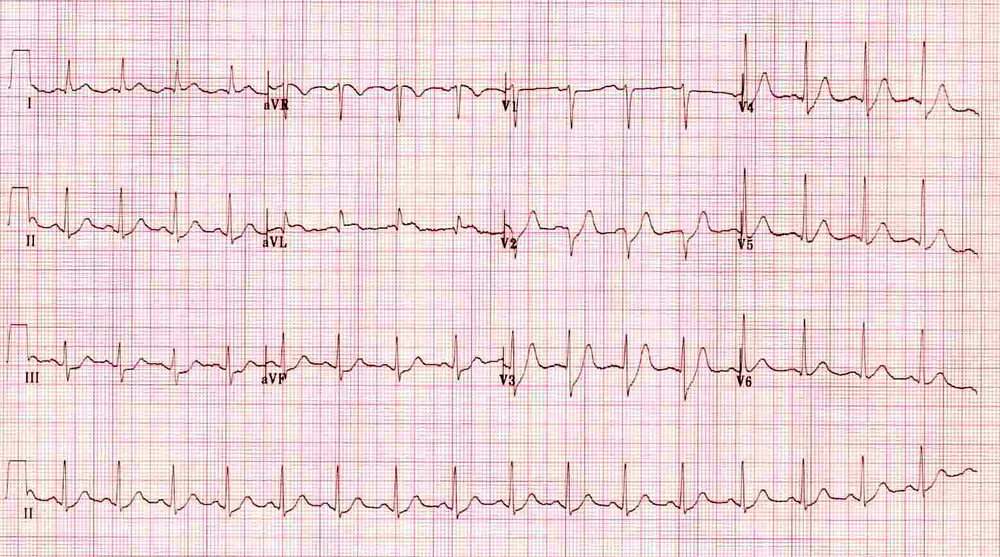 I aVR V1 V4
II aVL V2 V5
III aVF V3 V6
II